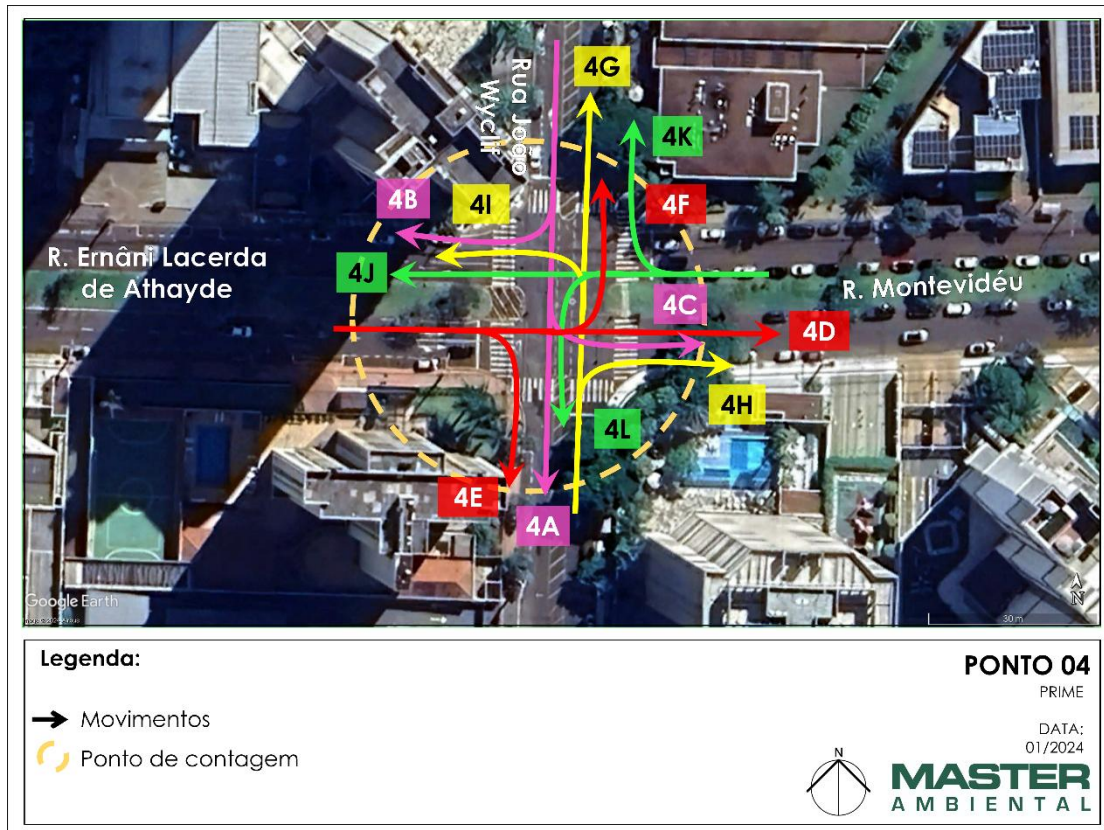 4G
Rua João
Wyclif
4K
4B
4I
4F
R. Ernâni Lacerda
de Athayde
4J
4C
R. Montevidéu
4D
4H
4L
4E
4A
Google Earth
30 m
N
Legenda:
Movimentos
Ponto de contagem
PONTO 04
PRIME
DATA:
01/2024
N
MASTER
AMBIENTAL